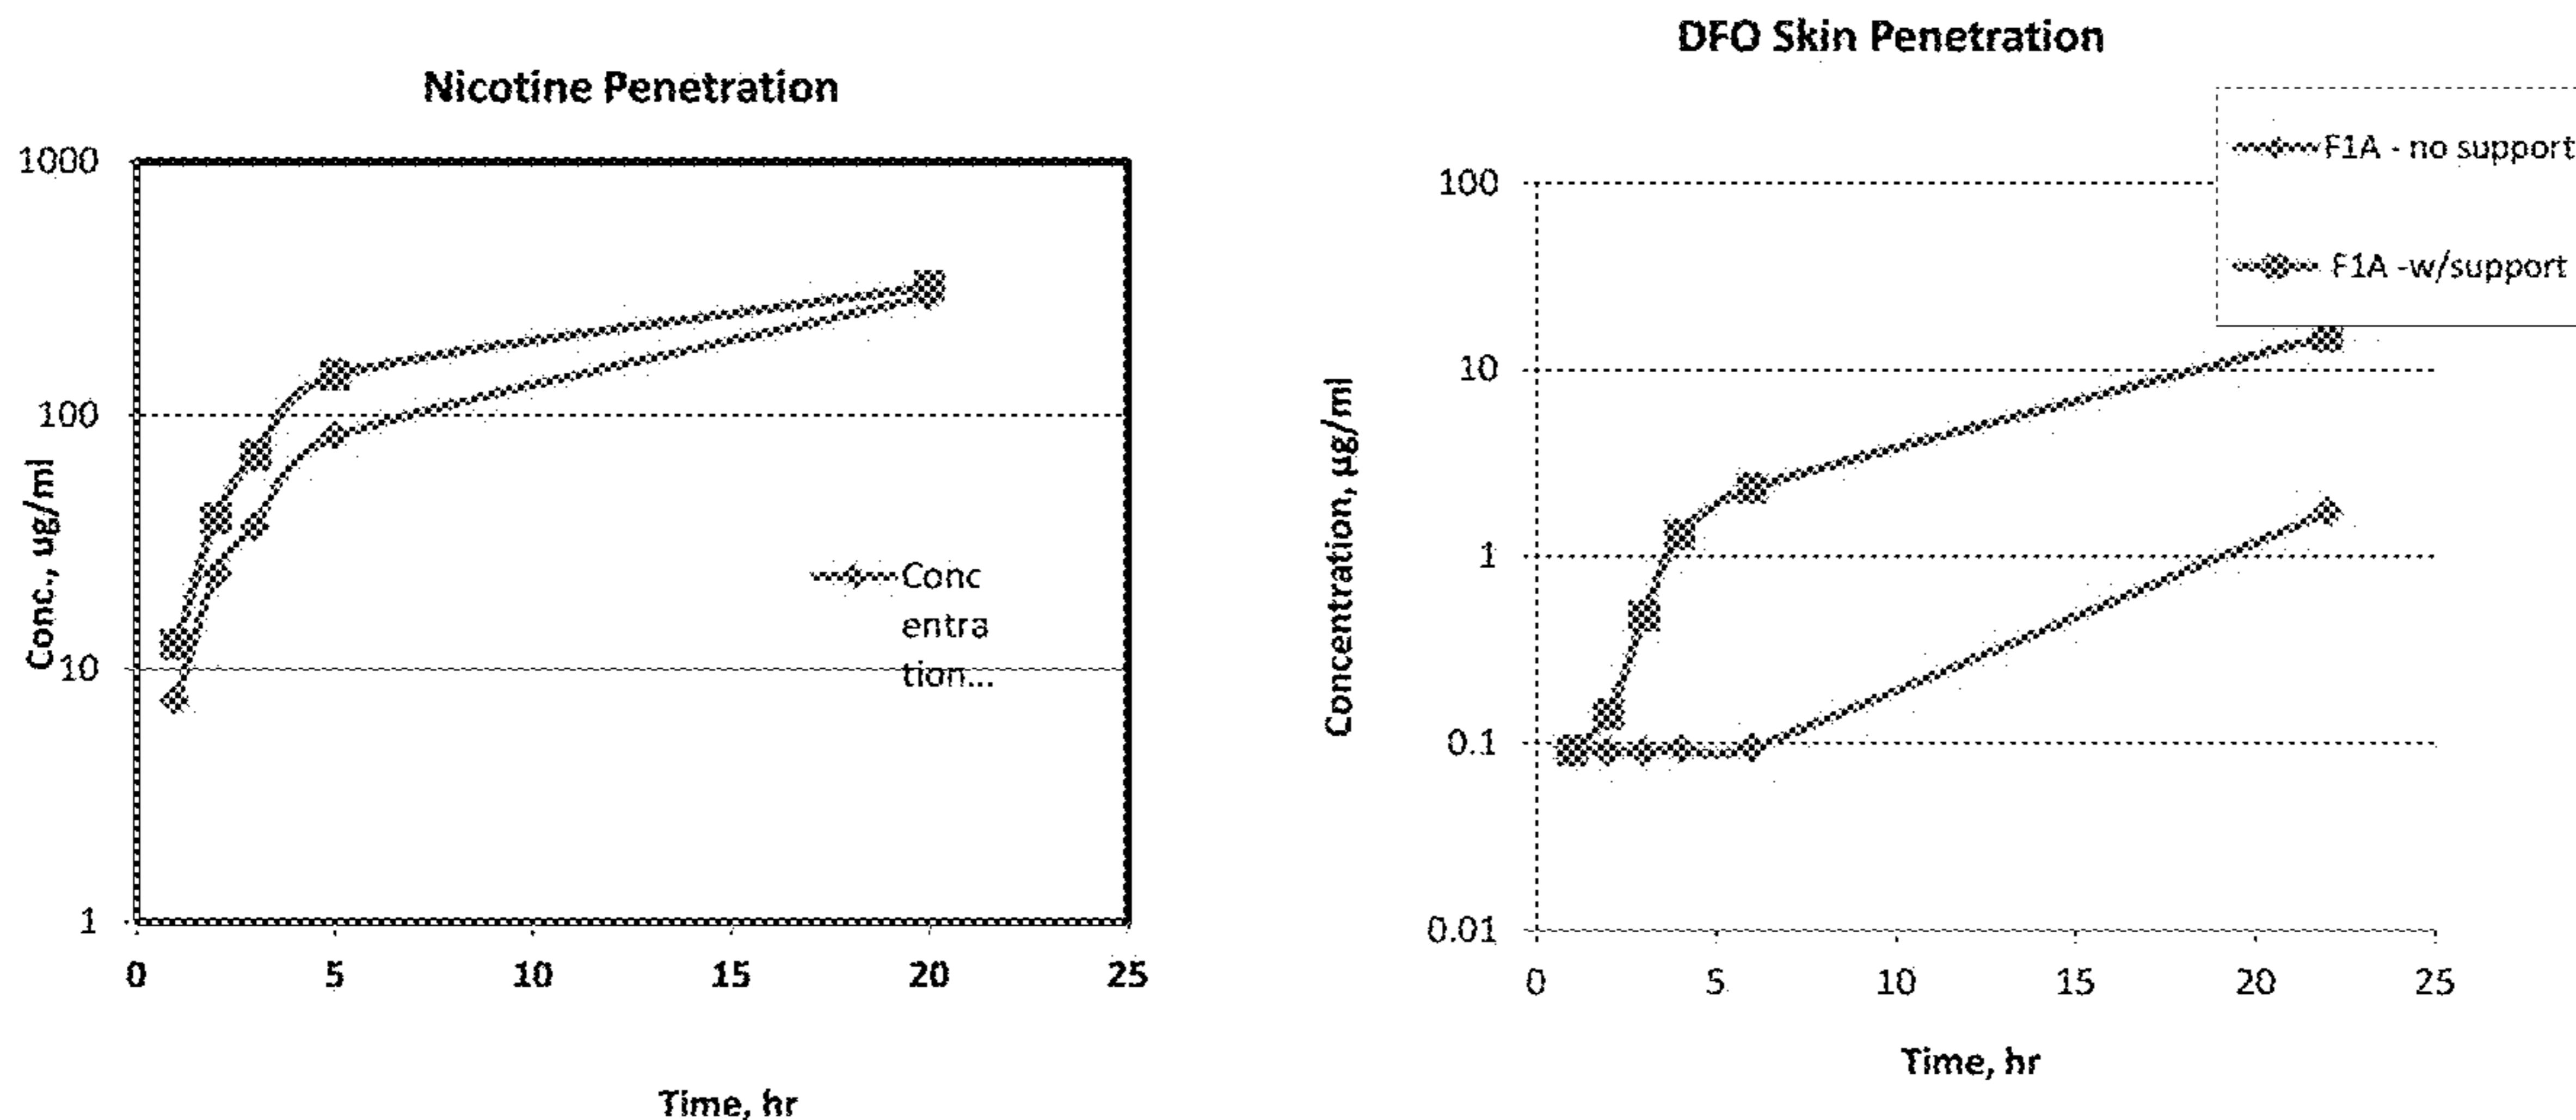 Nicotine Penetration
1000
100
10
1
Conc., µg/ml
0 5 10 15 20 25
Time, hr
Conc
entra
tion...
DFO Skin Penetration
F1A - no support
F1A -w/support
100
10
1
0.1
0.01
Concentration, µg/ml
0 5 10 15 20 25
Time, hr